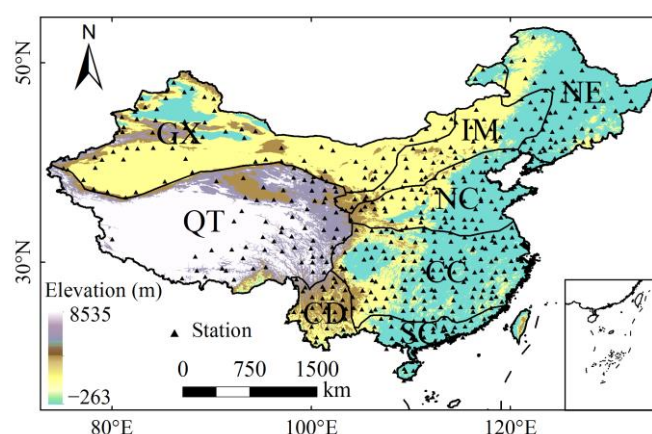 N
50°N
30°N
GX
IM
NE
NC
QT
CC
CD
SC
Elevation (m)
8535
−263
Station
0 750 1500
km
80°E 100°E 120°E